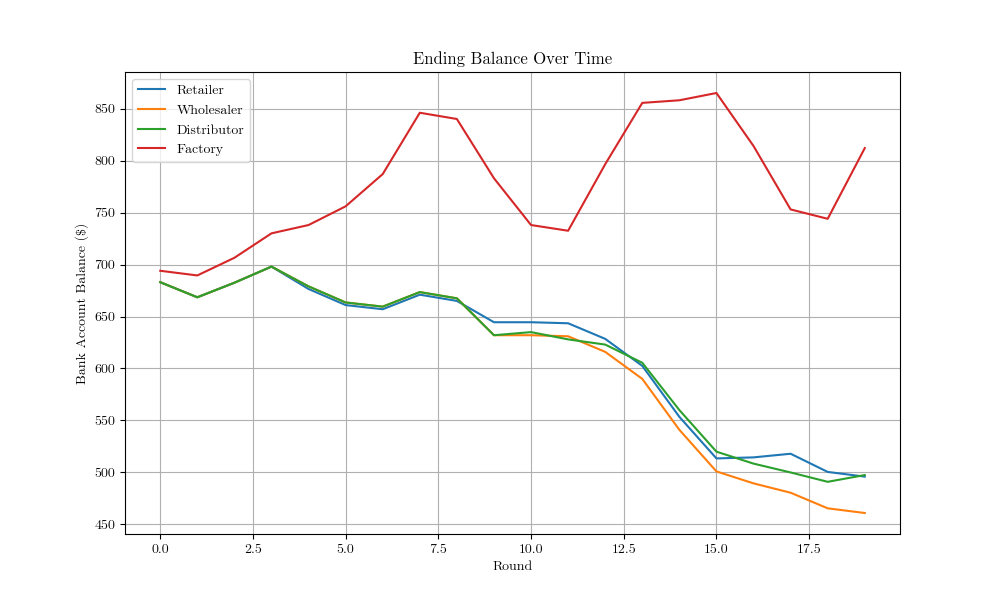 Ending Balance Over Time
Retailer
Wholesaler
Distributor
Factory
850
800
750
700
650
600
550
500
450
Bank Account Balance ($)
0.0 2.5 5.0 7.5 10.0 12.5 15.0 17.5
Round